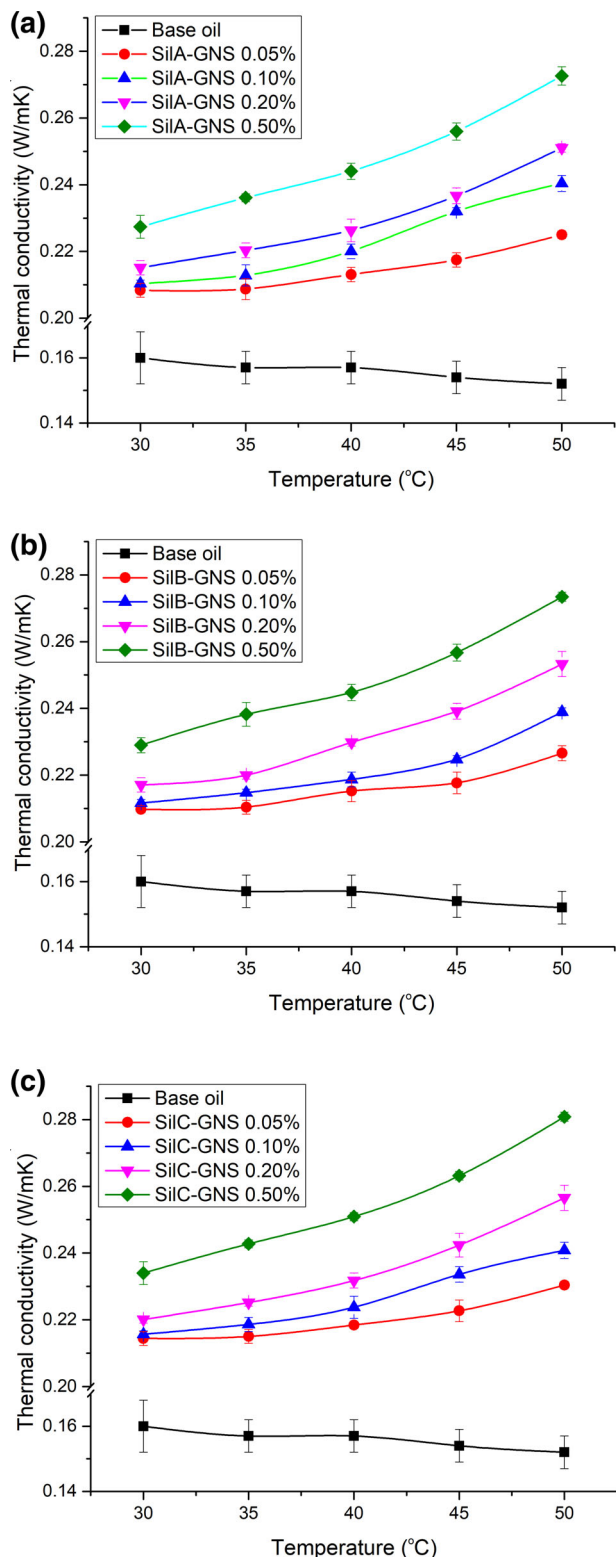 (a)
Base oil
SilA-GNS 0.05%
SilA-GNS 0.10%
SilA-GNS 0.20%
SilA-GNS 0.50%
0.28
0.26
0.24
0.22
0.20
0.16
0.14
Thermal conductivity (W/mK)
30 35 40 45 50
Temperature (°C)
(b)
Base oil
SilB-GNS 0.05%
SilB-GNS 0.10%
SilB-GNS 0.20%
SilB-GNS 0.50%
0.28
0.26
0.24
0.22
0.20
0.16
0.14
Thermal conductivity (W/mK)
30 35 40 45 50
Temperature (°C)
(c)
Base oil
SilC-GNS 0.05%
SilC-GNS 0.10%
SilC-GNS 0.20%
SilC-GNS 0.50%
0.28
0.26
0.24
0.22
0.20
0.16
0.14
Thermal conductivity (W/mK)
30 35 40 45 50
Temperature (°C)